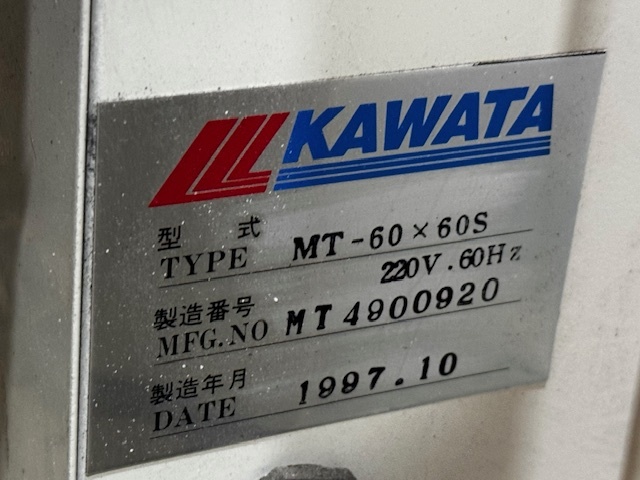 KAWATA
型 式
TYPE MT-60×60S
220V.60Hz
製造番号
MFG.NO MT4900920
製造年月
DATE 1997.10